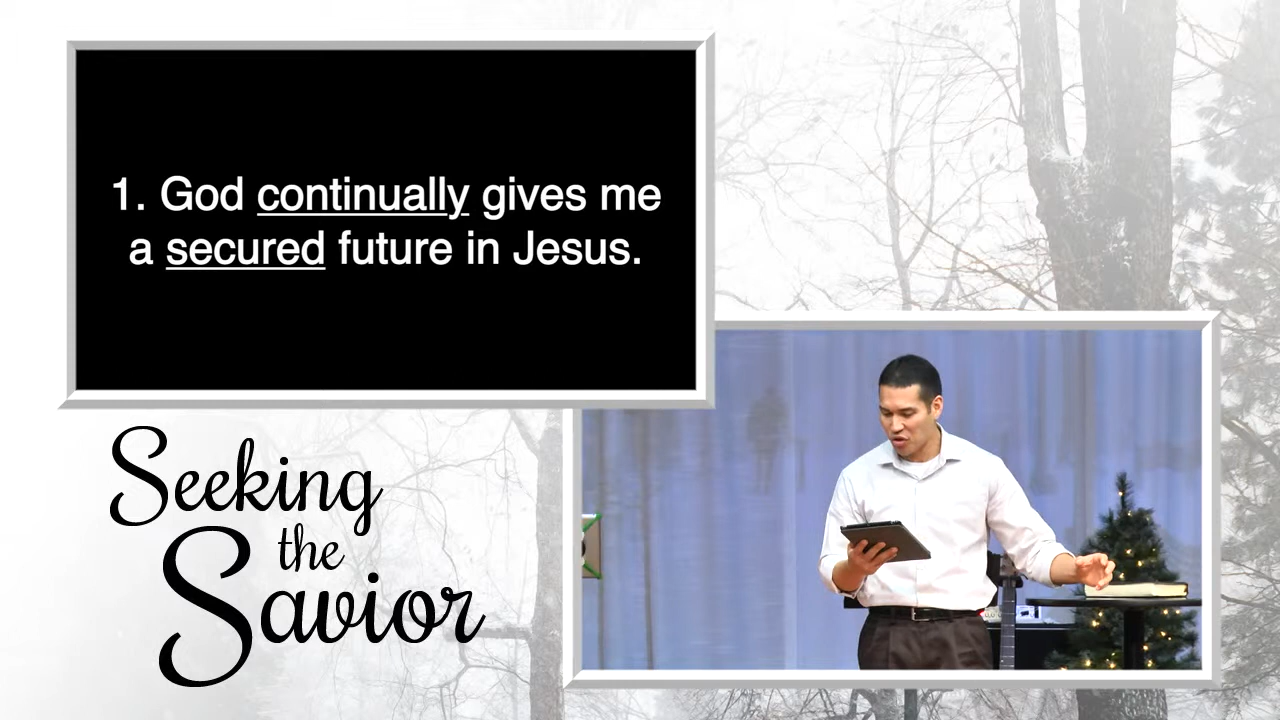 1. God continually gives me
a secured future in Jesus.
Seeking
the
Savior